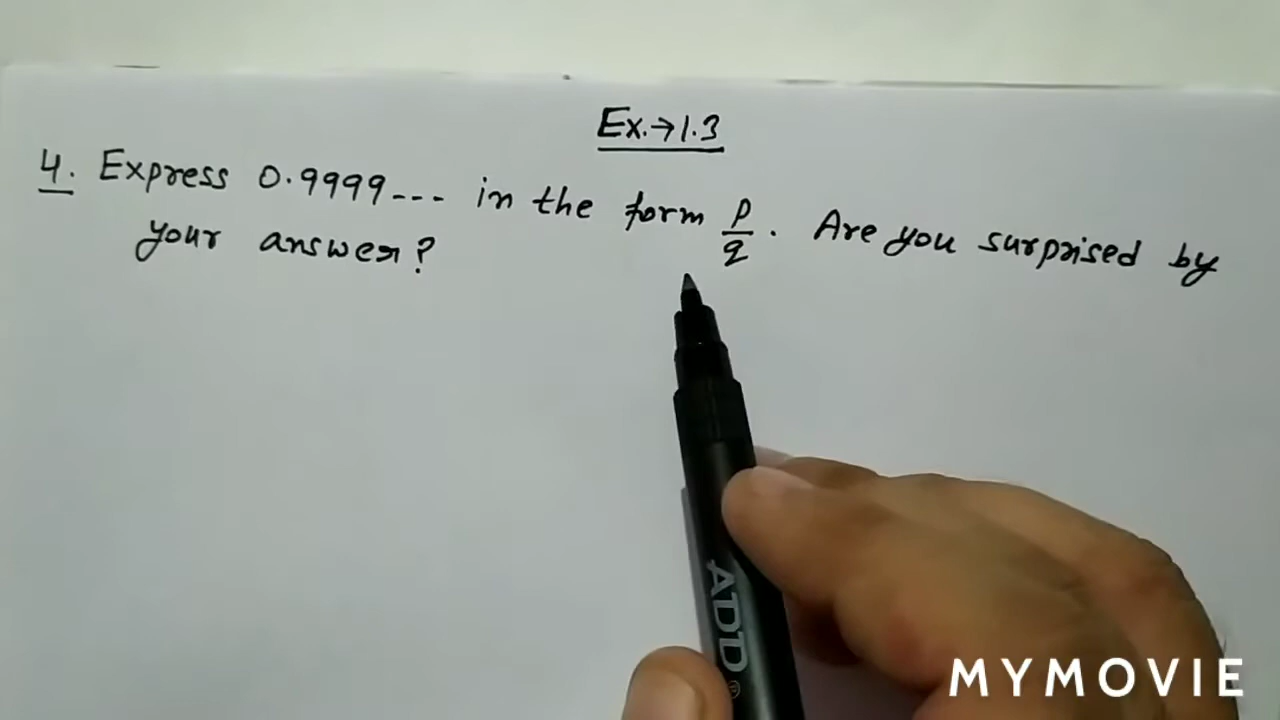 Ex.→1.3
4. Express 0.9999--- in the form p/q. Are you surprised by
your answer?
ADD®
MYMOVIE